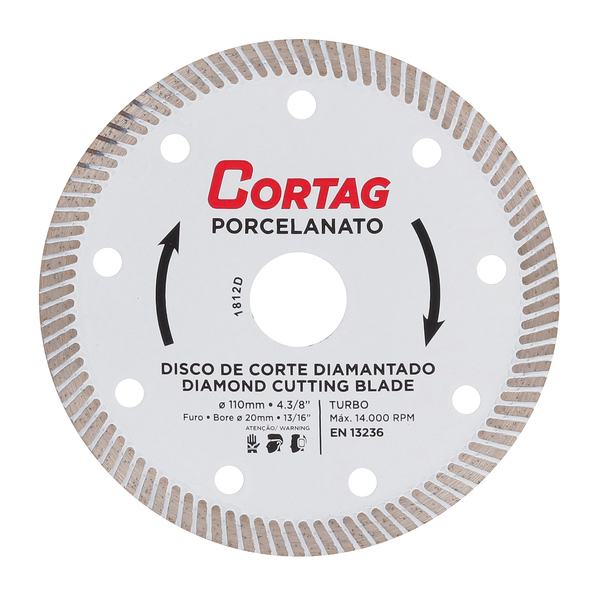 CORTAG
PORCELANATO
1812D
DISCO DE CORTE DIAMANTADO
DIAMOND CUTTING BLADE
ø 110mm • 4.3/8" TURBO
Furo • Bore ø 20mm • 13/16" Máx. 14.000 RPM
ATENÇÃO/ WARNING
EN 13236